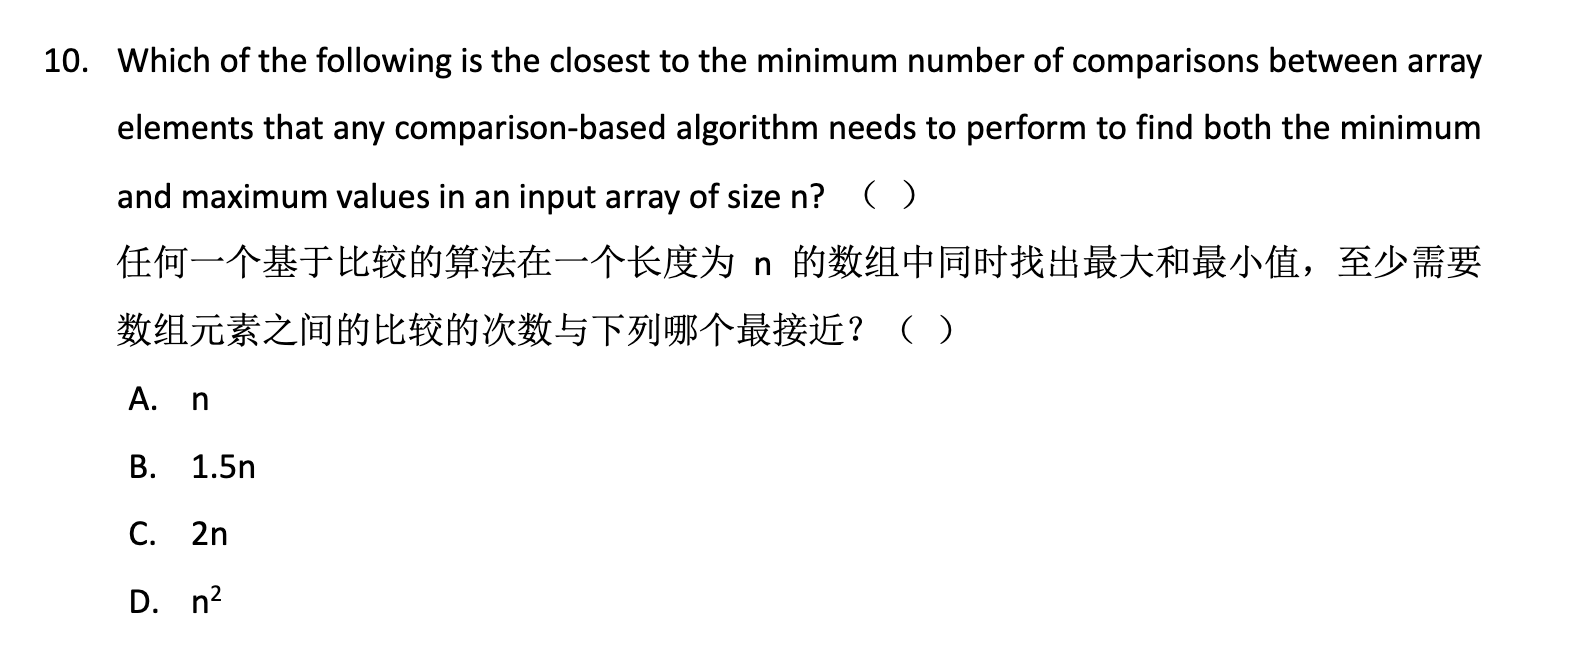 10. Which of the following is the closest to the minimum number of comparisons between array
elements that any comparison-based algorithm needs to perform to find both the minimum
and maximum values in an input array of size n? （ ）
任何一个基于比较的算法在一个长度为 n 的数组中同时找出最大和最小值，至少需要
数组元素之间的比较的次数与下列哪个最接近？（ ）
A. n
B. 1.5n
C. 2n
D. n²